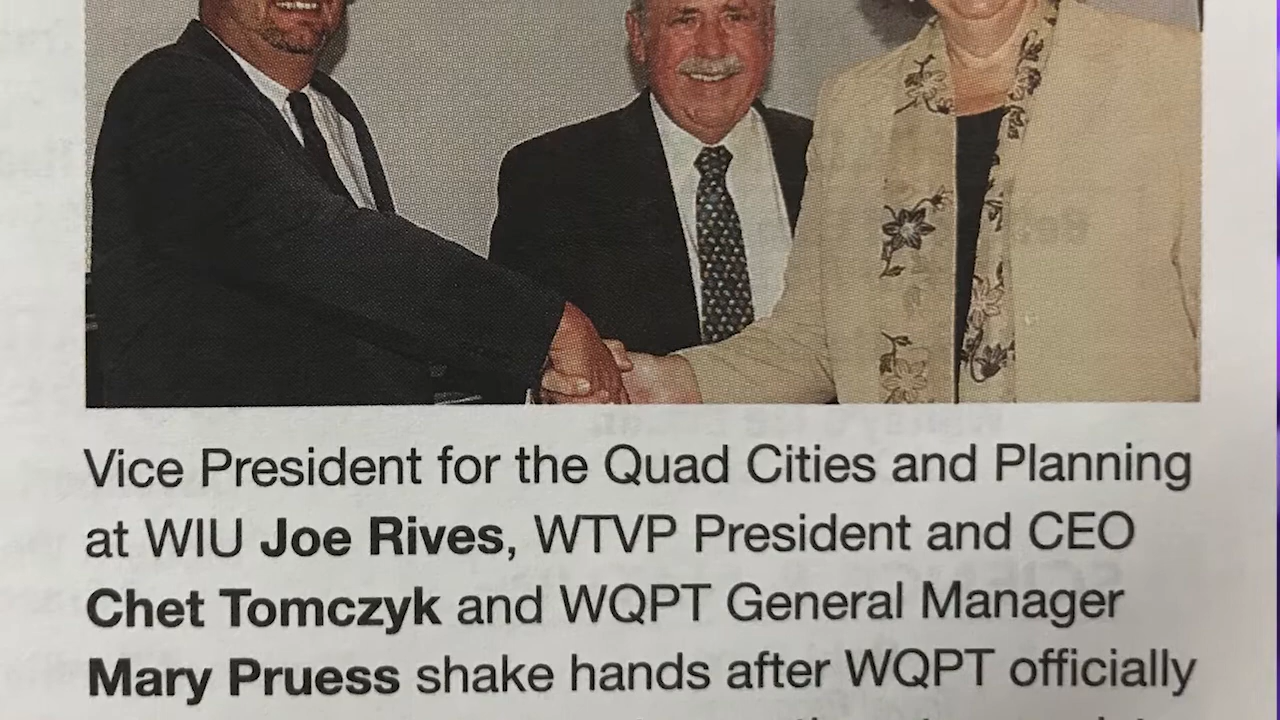 Vice President for the Quad Cities and Planning
at WIU Joe Rives, WTVP President and CEO
Chet Tomczyk and WQPT General Manager
Mary Pruess shake hands after WQPT officially